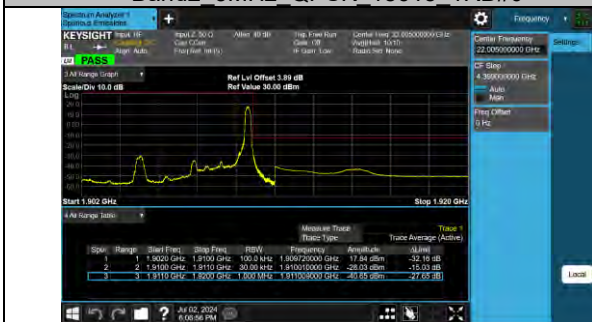 Spectrum Analyzer 1
Spurious Emissions
Frequency
KEYSIGHT Input: RF
Input Z: 50 Ω
Atten: 40 dB
Trig: Free Run
Center Freq: 22.005000000 GHz
RL
Align: Auto
Gate: Off
IF Gain: Low
PASS
3 All Range Graph
Scale/Div 10.0 dB
Ref Lvl Offset 3.89 dB
Ref Value 30.00 dBm
Log
Start 1.902 GHz
Stop 1.920 GHz
4 All Range Table
Measure Trace
Trace 1
Trace Type
Trace Average (Active)
Spur Range Start Freq Stop Freq RBW Frequency Amplitude ΔLimit
1 1 1.9020 GHz 1.9100 GHz 100.0 kHz 1.909720000 GHz 17.84 dBm -32.16 dB
2 2 1.9100 GHz 1.9110 GHz 30.00 kHz 1.910010000 GHz -28.03 dBm -15.03 dB
3 3 1.9110 GHz 1.9200 GHz 1.000 MHz 1.911009000 GHz -40.65 dBm -27.65 dB
Center Frequency
22.005000000 GHz
Settings
CF Step
4.399000000 GHz
Auto
Man
Freq Offset
0 Hz
Local
Jul 02, 2024
6:06:56 PM